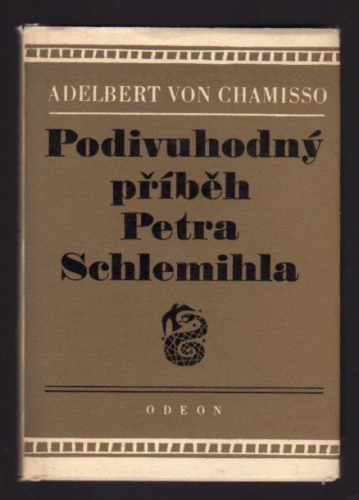 ADELBERT VON CHAMISSO
Podivuhodný
příběh
Petra
Schlemihla
ODEON